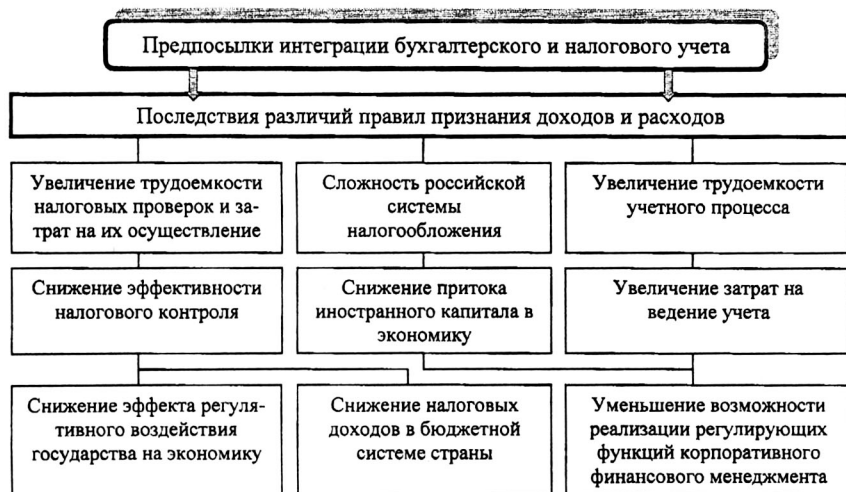 Предпосылки интеграции бухгалтерского и налогового учета
Последствия различий правил признания доходов и расходов
Увеличение трудоемкости
налоговых проверок и за-
трат на их осуществление
Сложность российской
системы
налогообложения
Увеличение трудоемкости
учетного процесса
Снижение эффективности
налогового контроля
Снижение притока
иностранного капитала в
экономику
Увеличение затрат на
ведение учета
Снижение эффекта регуля-
тивного воздействия
государства на экономику
Снижение налоговых
доходов в бюджетной
системе страны
Уменьшение возможности
реализации регулирующих
функций корпоративного
финансового менеджмента